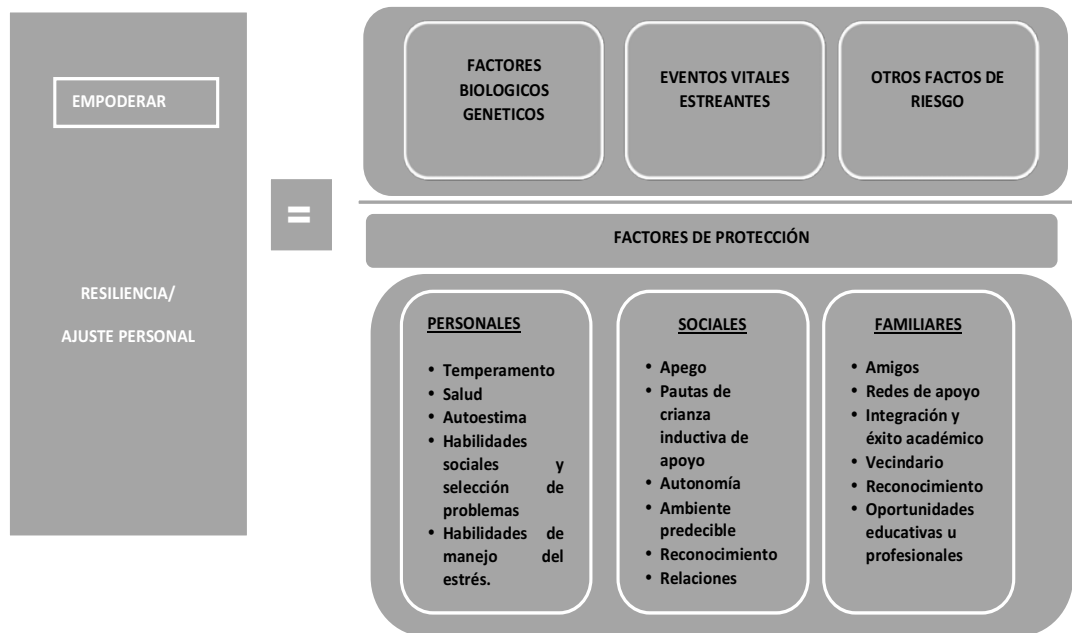 EMPODERAR
RESILIENCIA/
AJUSTE PERSONAL
=
FACTORES
BIOLOGICOS
GENETICOS
EVENTOS VITALES
ESTREANTES
OTROS FACTOS DE
RIESGO
FACTORES DE PROTECCIÓN
PERSONALES
• Temperamento
• Salud
• Autoestima
• Habilidades
sociales y
selección de
problemas
• Habilidades de
manejo del
estrés.
SOCIALES
• Apego
• Pautas de
crianza
inductiva de
apoyo
• Autonomía
• Ambiente
predecible
• Reconocimiento
• Relaciones
FAMILIARES
• Amigos
• Redes de apoyo
• Integración y
éxito académico
• Vecindario
• Reconocimiento
• Oportunidades
educativas u
profesionales